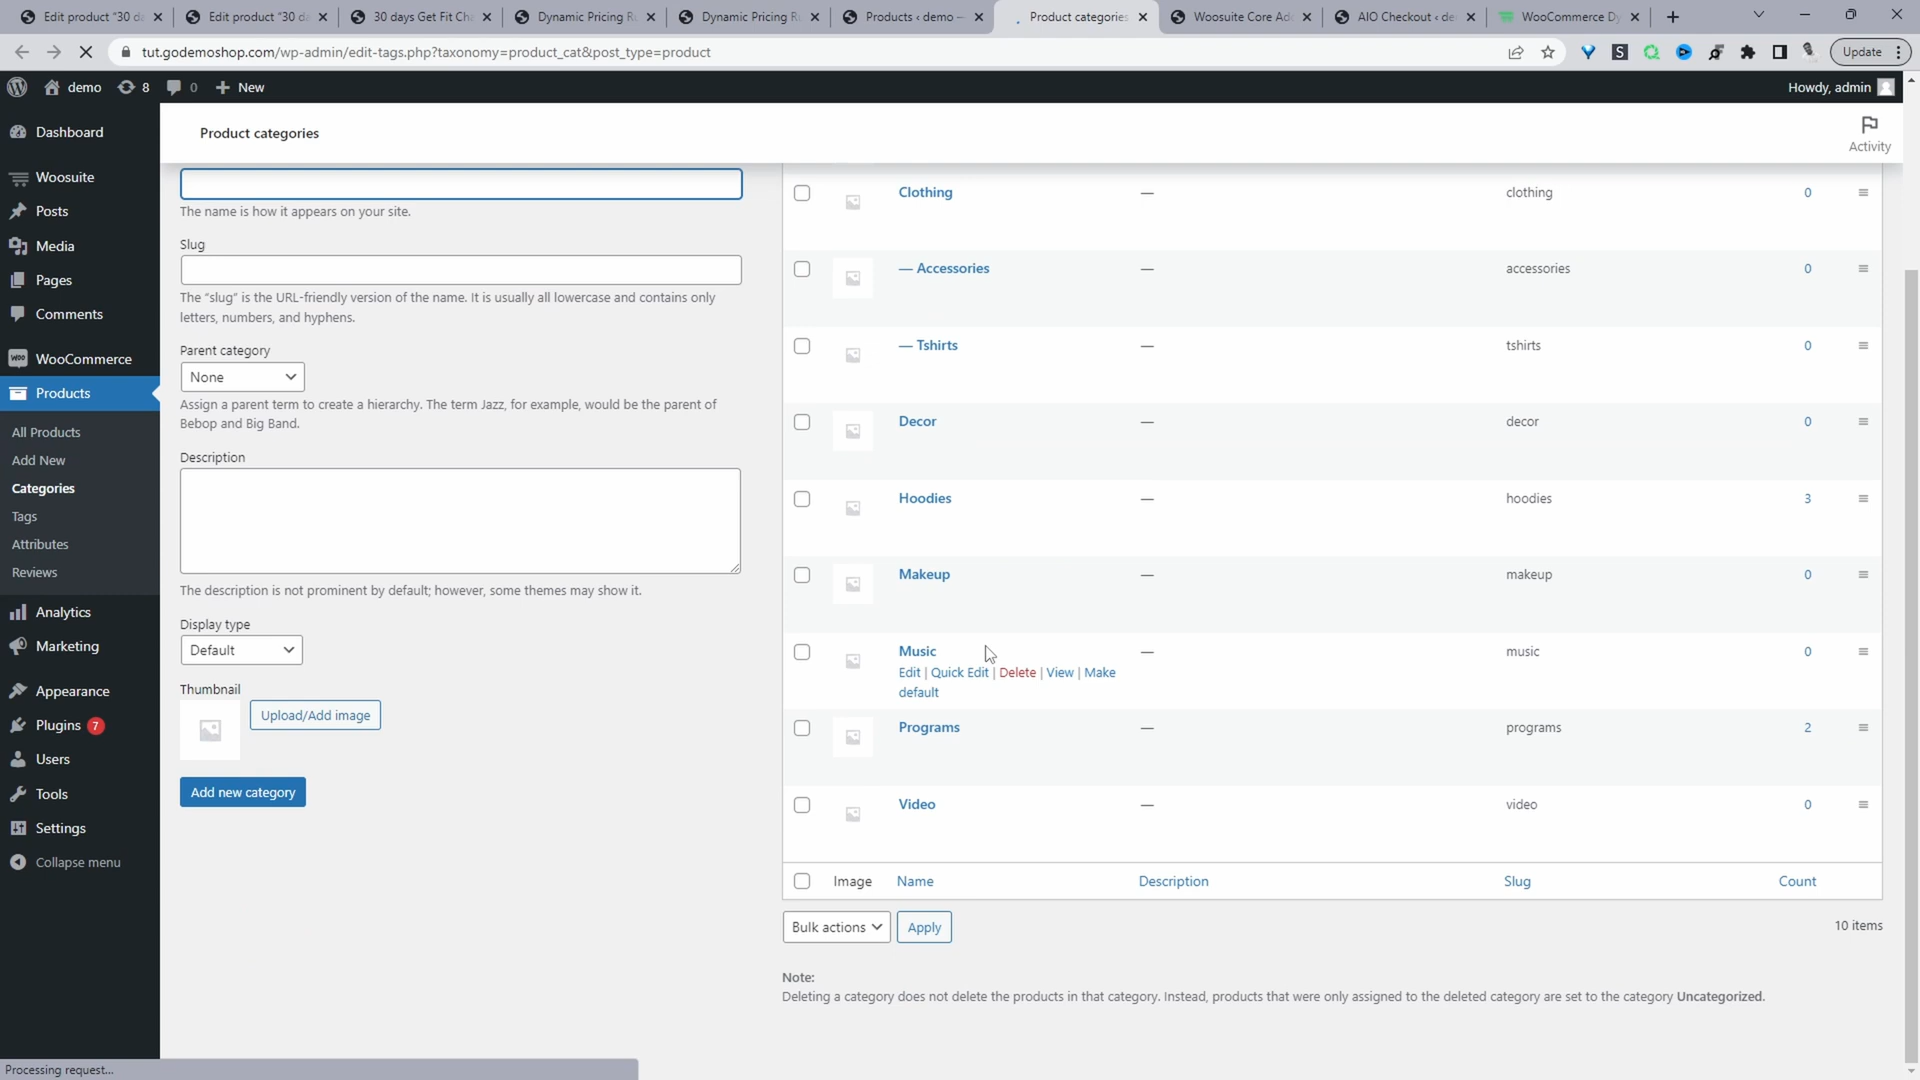 Edit product "30 da
Edit product "30 da
30 days Get Fit Cha
Dynamic Pricing Ru
Dynamic Pricing Ru
Products ‹ demo —
Product categories
Woosuite Core Add
AIO Checkout ‹ de
WooCommerce Dy
tut.godemoshop.com/wp-admin/edit-tags.php?taxonomy=product_cat&post_type=product
Update
demo
8
0
New
Howdy, admin
Product categories
Activity
Dashboard
Woosuite
Posts
Media
Pages
Comments
WooCommerce
Products
All Products
Add New
Categories
Tags
Attributes
Reviews
Analytics
Marketing
Appearance
Plugins 7
Users
Tools
Settings
Collapse menu
The name is how it appears on your site.
Slug
The “slug” is the URL-friendly version of the name. It is usually all lowercase and contains only
letters, numbers, and hyphens.
Parent category
None
Assign a parent term to create a hierarchy. The term Jazz, for example, would be the parent of
Bebop and Big Band.
Description
The description is not prominent by default; however, some themes may show it.
Display type
Default
Thumbnail
Upload/Add image
Add new category
Clothing — clothing 0
— Accessories — accessories 0
— Tshirts — tshirts 0
Decor — decor 0
Hoodies — hoodies 3
Makeup — makeup 0
Music — music 0
Edit | Quick Edit | Delete | View | Make
default
Programs — programs 2
Video — video 0
Image Name Description Slug Count
Bulk actions
Apply
10 items
Note:
Deleting a category does not delete the products in that category. Instead, products that were only assigned to the deleted category are set to the category Uncategorized.
Processing request...